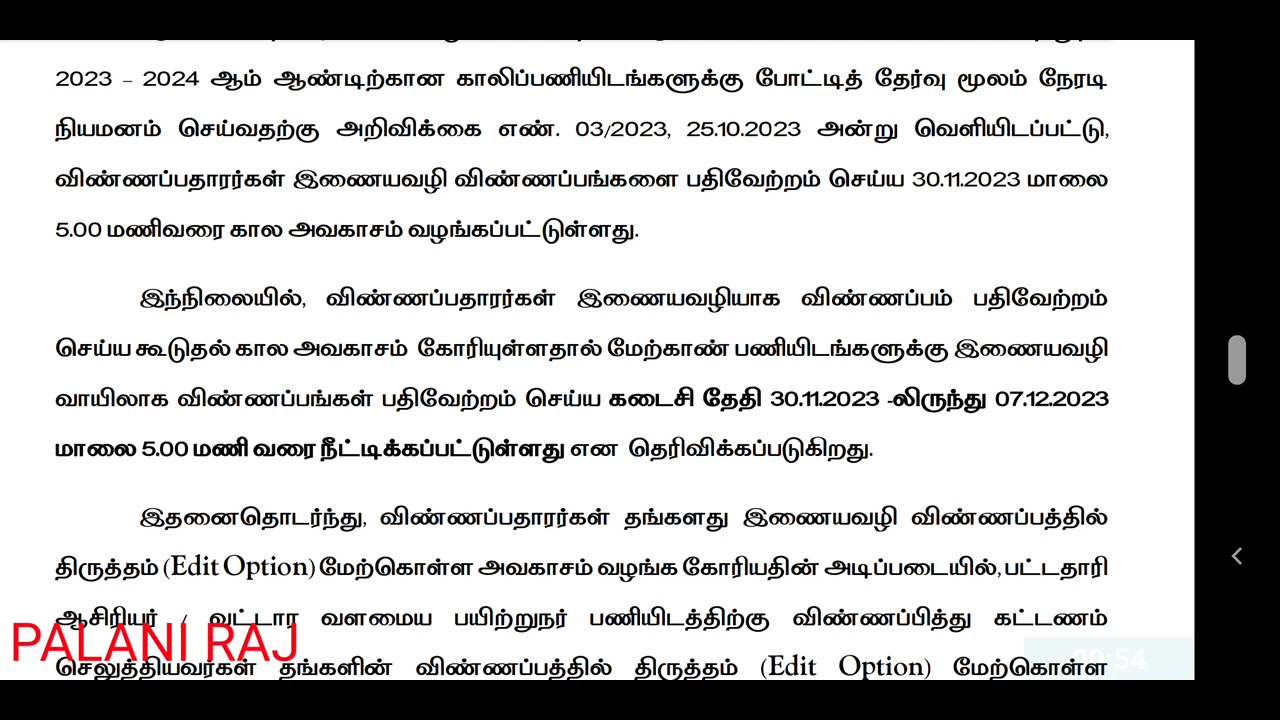 2023 – 2024 ஆம் ஆண்டிற்கான காலிப்பணியிடங்களுக்கு போட்டித் தேர்வு மூலம் நேரடி
நியமனம் செய்வதற்கு அறிவிக்கை எண். 03/2023, 25.10.2023 அன்று வெளியிடப்பட்டு,
விண்ணப்பதாரர்கள் இணையவழி விண்ணப்பங்களை பதிவேற்றம் செய்ய 30.11.2023 மாலை
5.00 மணிவரை கால அவகாசம் வழங்கப்பட்டுள்ளது.
இந்நிலையில், விண்ணப்பதாரர்கள் இணையவழியாக விண்ணப்பம் பதிவேற்றம்
செய்ய கூடுதல் கால அவகாசம் கோரியுள்ளதால் மேற்காண் பணியிடங்களுக்கு இணையவழி
வாயிலாக விண்ணப்பங்கள் பதிவேற்றம் செய்ய கடைசி தேதி 30.11.2023 -லிருந்து 07.12.2023
மாலை 5.00 மணி வரை நீட்டிக்கப்பட்டுள்ளது என தெரிவிக்கப்படுகிறது.
இதனைதொடர்ந்து, விண்ணப்பதாரர்கள் தங்களது இணையவழி விண்ணப்பத்தில்
திருத்தம் (Edit Option) மேற்கொள்ள அவகாசம் வழங்க கோரியதின் அடிப்படையில், பட்டதாரி
ஆசிரியர் / வட்டார வளமைய பயிற்றுநர் பணியிடத்திற்கு விண்ணப்பித்து கட்டணம்
PALANI RAJ
செலுத்தியவர்கள் தங்களின் விண்ணப்பத்தில் திருத்தம் (Edit Option) மேற்கொள்ள
00:54